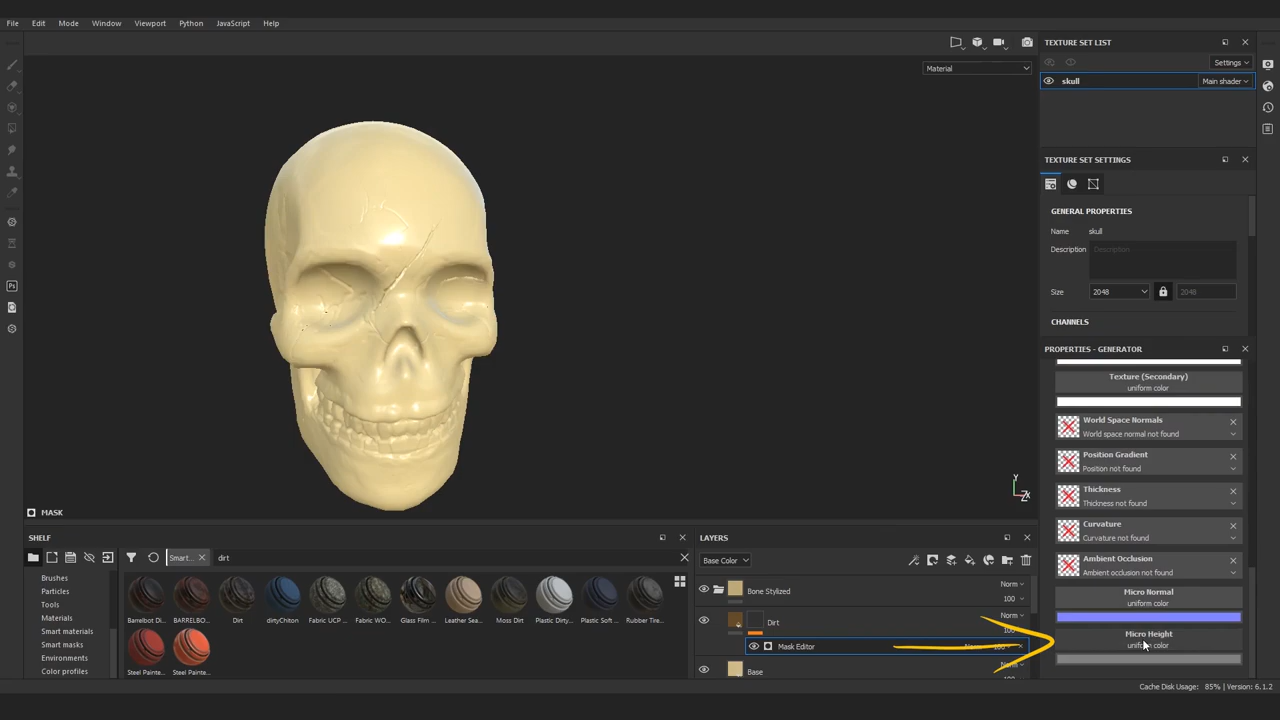 File Edit Mode Window Viewport Python JavaScript Help
Material
MASK
Y
Z
TEXTURE SET LIST
Settings
skull
Main shader
TEXTURE SET SETTINGS
GENERAL PROPERTIES
Name skull
Description Description
Size 2048 2048
CHANNELS
PROPERTIES - GENERATOR
Texture (Secondary)
uniform color
World Space Normals
World space normal not found
Position Gradient
Position not found
Thickness
Thickness not found
Curvature
Curvature not found
Ambient Occlusion
Ambient occlusion not found
Micro Normal
uniform color
Micro Height
uniform color
Ps
SHELF
Smart...
dirt
Brushes
Particles
Tools
Materials
Smart materials
Smart masks
Environments
Color profiles
Barrelbot Di... BARRELBO... Dirt dirtyChiton Fabric UCP ... Fabric WO... Glass Film ... Leather Sea... Moss Dirt Plastic Dirty... Plastic Soft ... Rubber Tire...
Steel Painte... Steel Painte...
LAYERS
Base Color
Bone Stylized
Norm
100
Dirt
Norm
100
Mask Editor
Base
Cache Disk Usage: 85% | Version: 6.1.2